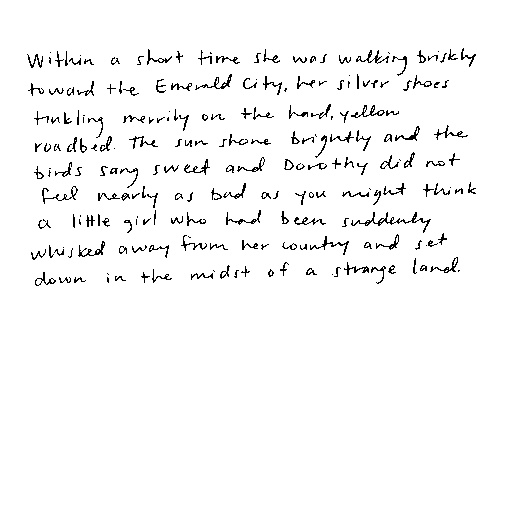 Within a short time she was walking briskly
toward the Emerald City, her silver shoes
tinkling merrily on the hard, yellow
roadbed. The sun shone brightly and the
birds sang sweet and Dorothy did not
feel nearly as bad as you might think
a little girl who had been suddenly
whisked away from her country and set
down in the midst of a strange land.